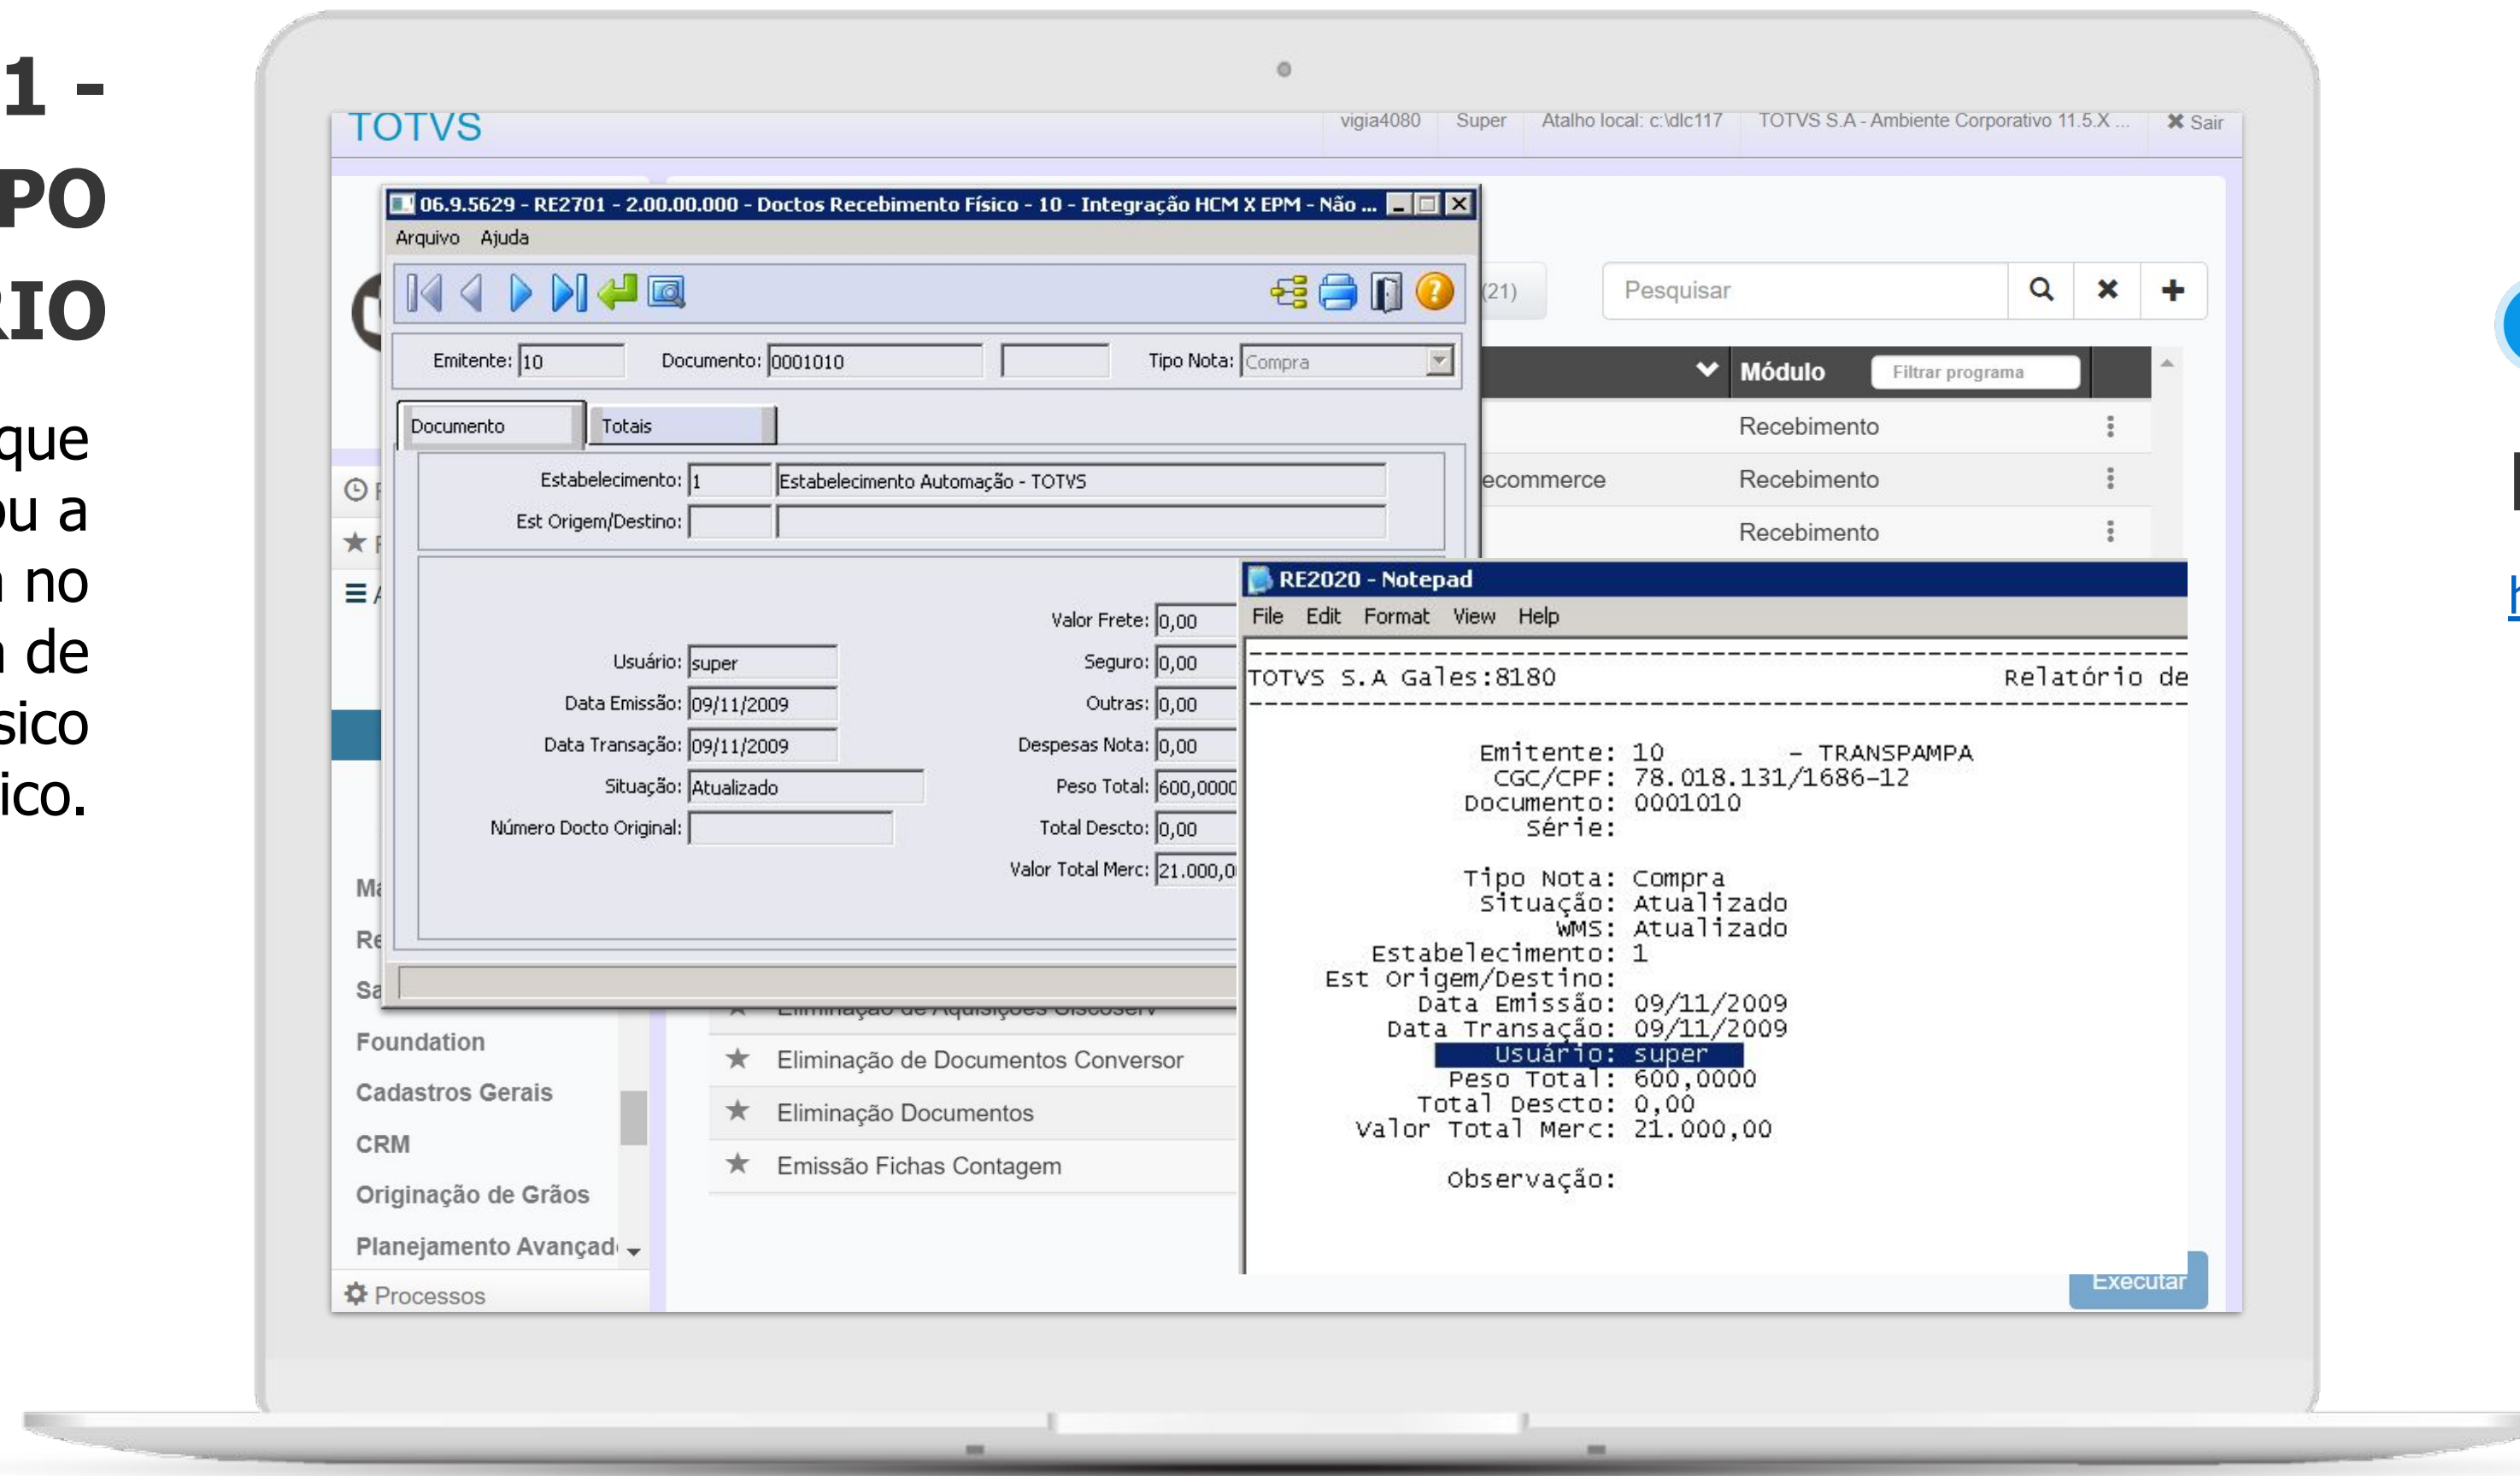 1 -
PO
RIO
que
ou a
no
de
sico
ico.
TOTVS
vigia4080 Super Atalho local: c:\dlc117 TOTVS S.A - Ambiente Corporativo 11.5.X ... Sair
06.9.5629 - RE2701 - 2.00.00.000 - Doctos Recebimento Físico - 10 - Integração HCM X EPM - Não ...
Arquivo Ajuda
(21) Pesquisar
Emitente: 10 Documento: 0001010 Tipo Nota: Compra
Módulo Filtrar programa
Documento Totais
Recebimento
Estabelecimento: 1 Estabelecimento Automação - TOTVS
ecommerce Recebimento
Est Origem/Destino:
Recebimento
Valor Frete: 0,00
Usuário: super Seguro: 0,00
Data Emissão: 09/11/2009 Outras: 0,00
Data Transação: 09/11/2009 Despesas Nota: 0,00
Situação: Atualizado Peso Total: 600,0000
Número Docto Original: Total Descto: 0,00
Valor Total Merc: 21.000,0
RE2020 - Notepad
File Edit Format View Help
TOTVS S.A Gales:8180 Relatório de
Emitente: 10 - TRANSPAMPA
CGC/CPF: 78.018.131/1686-12
Documento: 0001010
Série:
Tipo Nota: Compra
Situação: Atualizado
WMS: Atualizado
Estabelecimento: 1
Est Origem/Destino:
Data Emissão: 09/11/2009
Data Transação: 09/11/2009
Usuário: super
Peso Total: 600,0000
Total Descto: 0,00
Valor Total Merc: 21.000,00
Observação:
Ma
Re
Sa
Foundation
Cadastros Gerais
CRM
Originação de Grãos
Planejamento Avançad
Processos
Eliminação de Aquisições Siscoserv
Eliminação de Documentos Conversor
Eliminação Documentos
Emissão Fichas Contagem
Executar